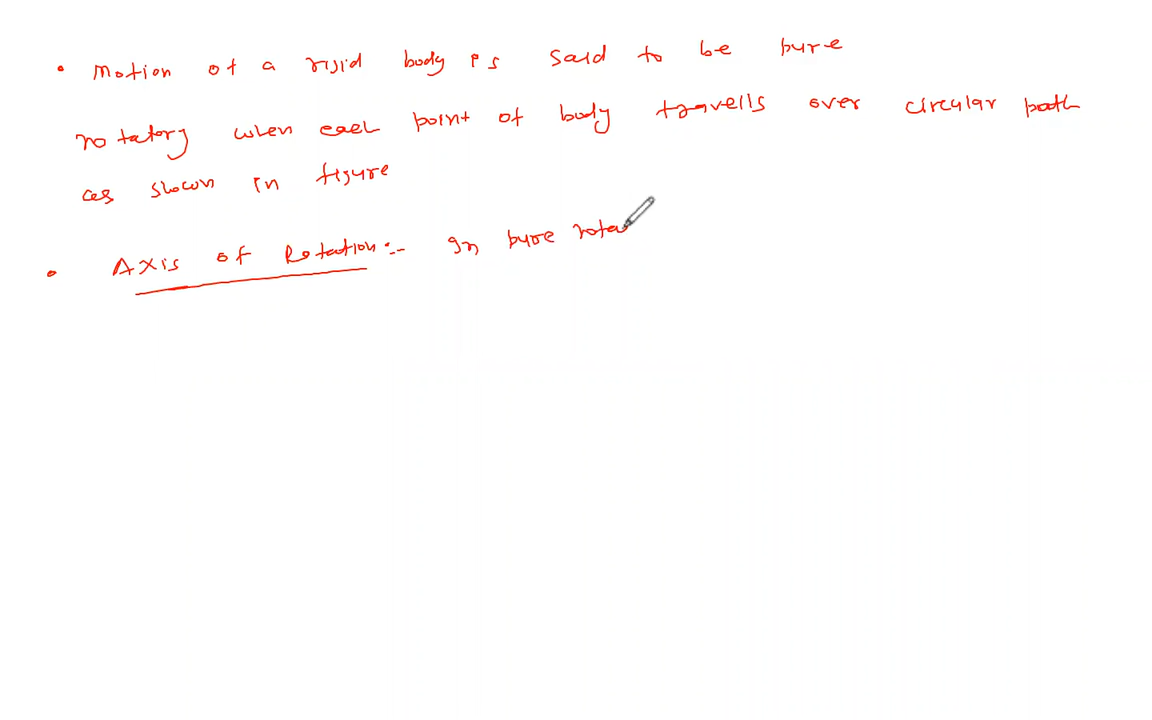 • Motion of a rigid body is said to be pure
rotatory when each point of body travells over circular path
as shown in figure
• Axis of Rotation :- In pure rota